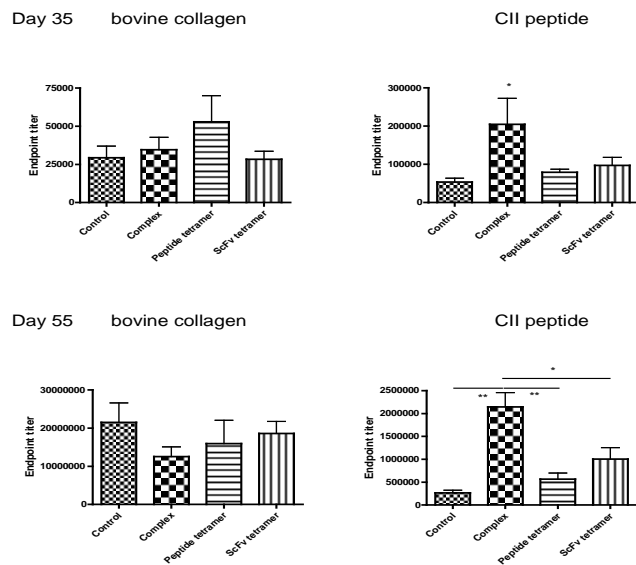 Day 35 bovine collagen CII peptide
75000
50000
25000
0
Endpoint titer
Control
Complex
Peptide tetramer
ScFv tetramer
300000
*
200000
100000
0
Endpoint titer
Control
Complex
Peptide tetramer
ScFv tetramer
Day 55 bovine collagen CII peptide
30000000
20000000
10000000
0
Endpoint titer
Control
Complex
Peptide tetramer
ScFv tetramer
*
** **
2500000
2000000
1500000
1000000
500000
0
Endpoint titer
Control
Complex
Peptide tetramer
ScFv tetramer